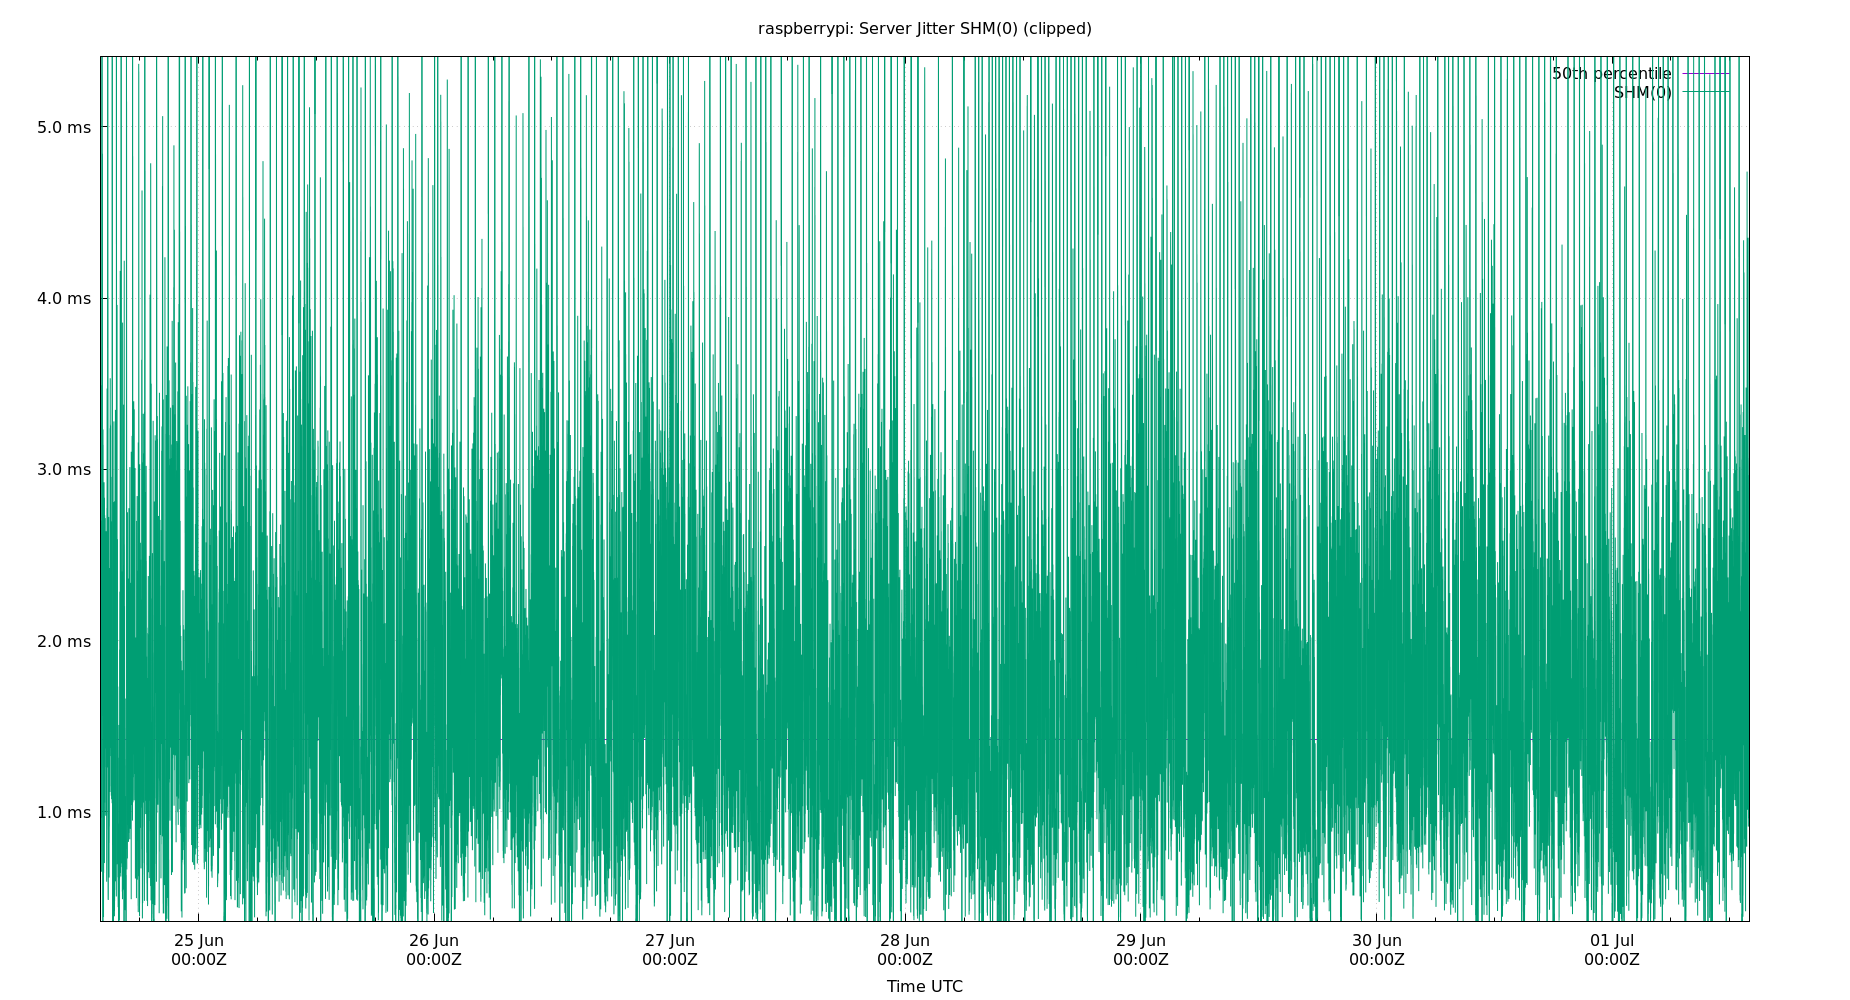 raspberrypi: Server Jitter SHM(0) (clipped)
50th percentile
SHM(0)
5.0 ms
4.0 ms
3.0 ms
2.0 ms
1.0 ms
25 Jun 26 Jun 27 Jun 28 Jun 29 Jun 30 Jun 01 Jul
00:00Z 00:00Z 00:00Z 00:00Z 00:00Z 00:00Z 00:00Z
Time UTC